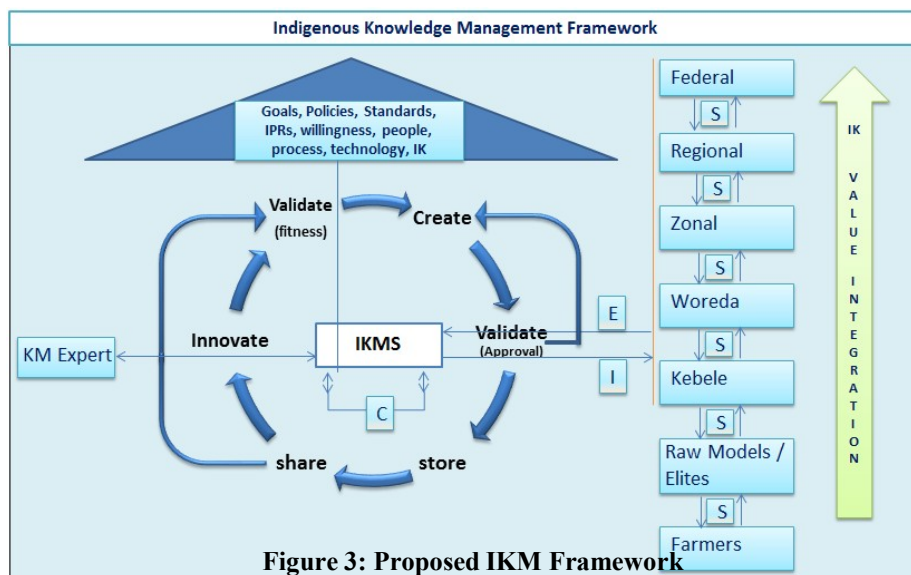 Indigenous Knowledge Management Framework
Goals, Policies, Standards,
IPRs, willingness, people,
process, technology, IK
Validate
(fitness)
Create
Innovate
IKMS
Validate
(Approval)
KM Expert
C
share
store
E
I
Federal
S
Regional
S
Zonal
S
Woreda
S
Kebele
S
Raw Models /
Elites
S
Farmers
IK VALUE INTEGRATION
Figure 3: Proposed IKM Framework